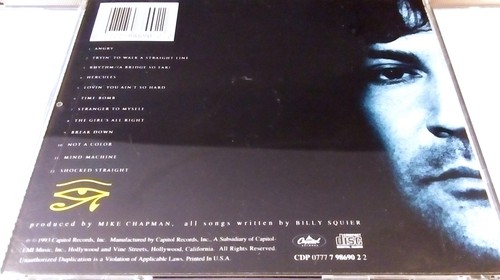 1. ANGRY
2. TRYIN' TO WALK A STRAIGHT LINE
3. RHYTHM (A BRIDGE SO FAR)
4. HERCULES
5. LOVIN' YOU AIN'T SO HARD
6. TIME BOMB
7. STRANGER TO MYSELF
8. THE GIRL'S ALL RIGHT
9. BREAK DOWN
10. NOT A COLOR
11. MIND MACHINE
12. SHOCKED STRAIGHT
produced by MIKE CHAPMAN, all songs written by BILLY SQUIER
℗ © 1993 Capitol Records, Inc. Manufactured by Capitol Records, Inc. A Subsidiary of Capitol-
EMI Music, Inc. Hollywood and Vine Streets, Hollywood, California. All Rights Reserved.
Unauthorized Duplication is a Violation of Applicable Laws. Printed in U.S.A.
Capitol
COMPACT disc
CDP 0777 7 98690 2 2